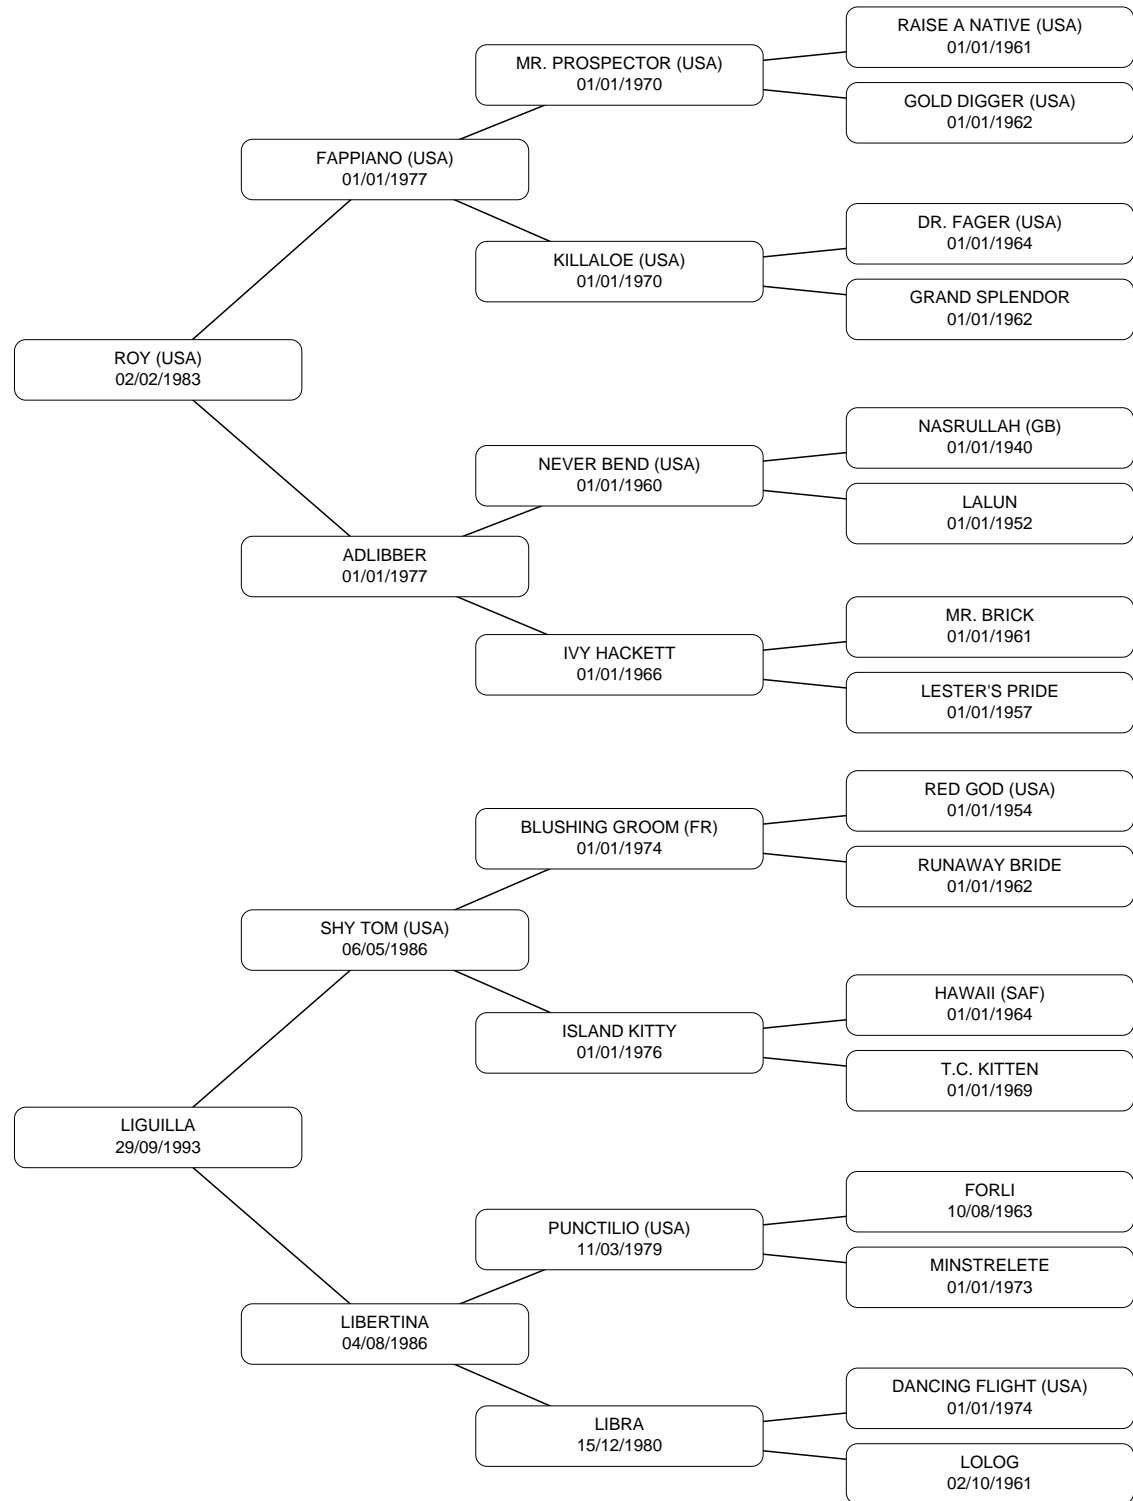 RAISE A NATIVE (USA)
01/01/1961
MR. PROSPECTOR (USA)
01/01/1970
GOLD DIGGER (USA)
01/01/1962
FAPPIANO (USA)
01/01/1977
DR. FAGER (USA)
01/01/1964
KILLALOE (USA)
01/01/1970
GRAND SPLENDOR
01/01/1962
ROY (USA)
02/02/1983
NASRULLAH (GB)
01/01/1940
NEVER BEND (USA)
01/01/1960
LALUN
01/01/1952
ADLIBBER
01/01/1977
MR. BRICK
01/01/1961
IVY HACKETT
01/01/1966
LESTER'S PRIDE
01/01/1957
RED GOD (USA)
01/01/1954
BLUSHING GROOM (FR)
01/01/1974
RUNAWAY BRIDE
01/01/1962
SHY TOM (USA)
06/05/1986
HAWAII (SAF)
01/01/1964
ISLAND KITTY
01/01/1976
T.C. KITTEN
01/01/1969
LIGUILLA
29/09/1993
FORLI
10/08/1963
PUNCTILIO (USA)
11/03/1979
MINSTRELETE
01/01/1973
LIBERTINA
04/08/1986
DANCING FLIGHT (USA)
01/01/1974
LIBRA
15/12/1980
LOLOG
02/10/1961